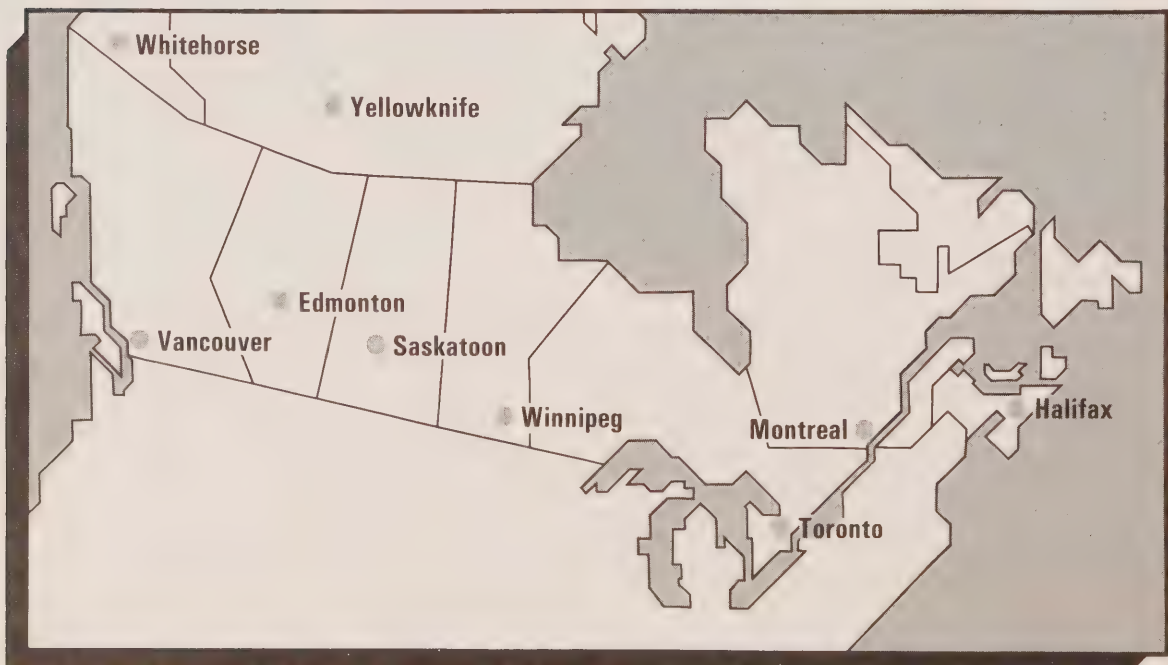 Whitehorse
Yellowknife
Edmonton
Vancouver
Saskatoon
Winnipeg
Montreal
Halifax
Toronto